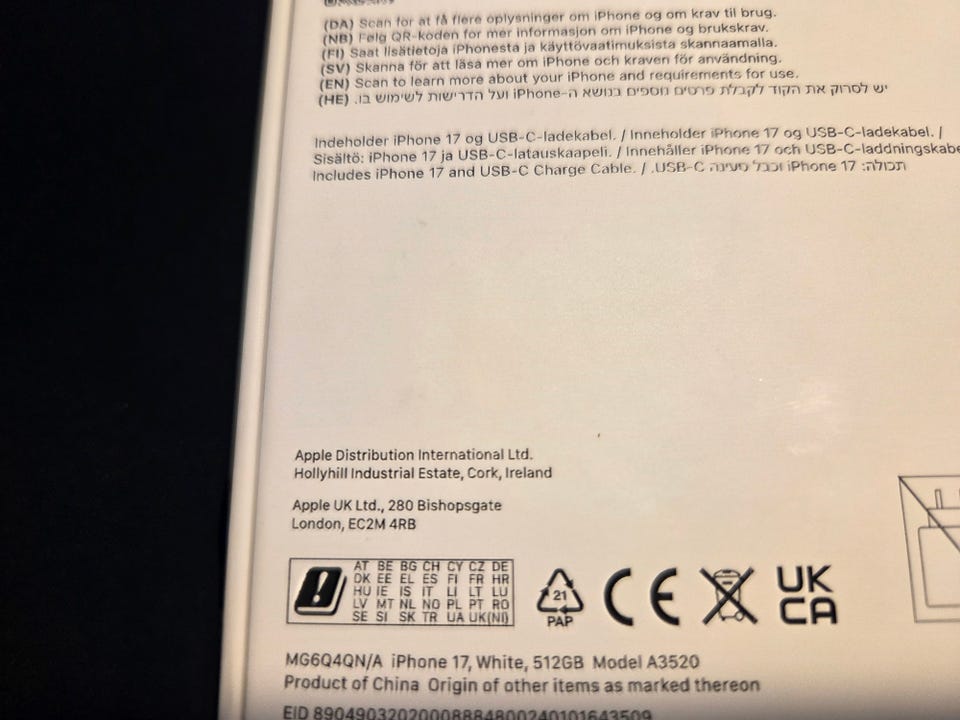 (DA) Scan for at få flere oplysninger om iPhone og om krav til brug.
(NB) Følg QR-koden for mer informasjon om iPhone og brukskrav.
(FI) Saat lisätietoja iPhonesta ja käyttövaatimuksista skannaamalla.
(SV) Skanna för att läsa mer om iPhone och kraven för användning.
(EN) Scan to learn more about your iPhone and requirements for use.
(HE) יש לסרוק את הקוד לקבלת פרטים נוספים בנושא ה-iPhone ועל הדרישות לשימוש בו.
Indeholder iPhone 17 og USB-C-ladekabel. / Inneholder iPhone 17 og USB-C-ladekabel. /
Sisältö: iPhone 17 ja USB-C-latauskaapeli. / Innehåller iPhone 17 och USB-C-laddningskabe
Includes iPhone 17 and USB-C Charge Cable. / תכולה: iPhone 17 וכבל טעינה USB-C.
Apple Distribution International Ltd.
Hollyhill Industrial Estate, Cork, Ireland
Apple UK Ltd., 280 Bishopsgate
London, EC2M 4RB
AT BE BG CH CY CZ DE
DK EE EL ES FI FR HR
HU IE IS IT LI LT LU
LV MT NL NO PL PT RO
SE SI SK TR UA UK(NI)
21
PAP
CE
UK
CA
MG6Q4QN/A iPhone 17, White, 512GB Model A3520
Product of China Origin of other items as marked thereon
EID 89049032020008884800240101643509